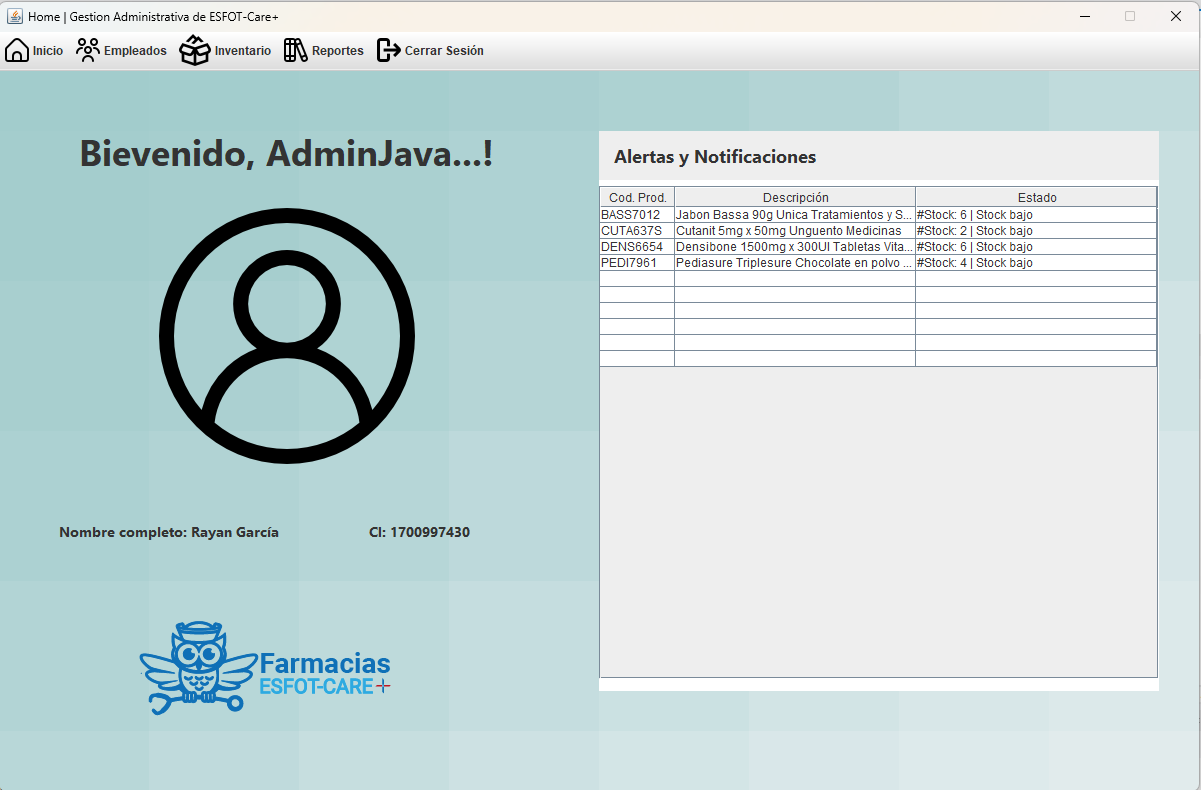 Home | Gestion Administrativa de ESFOT-Care+
Inicio Empleados Inventario Reportes Cerrar Sesión
Bievenido, AdminJava...!
Nombre completo: Rayan García CI: 1700997430
Farmacias
ESFOT-CARE+
Alertas y Notificaciones
Cod. Prod. Descripción Estado
BASS7012 Jabon Bassa 90g Unica Tratamientos y S... #Stock: 6 | Stock bajo
CUTA637S Cutanit 5mg x 50mg Unguento Medicinas #Stock: 2 | Stock bajo
DENS6654 Densibone 1500mg x 300UI Tabletas Vita... #Stock: 6 | Stock bajo
PEDI7961 Pediasure Triplesure Chocolate en polvo ... #Stock: 4 | Stock bajo